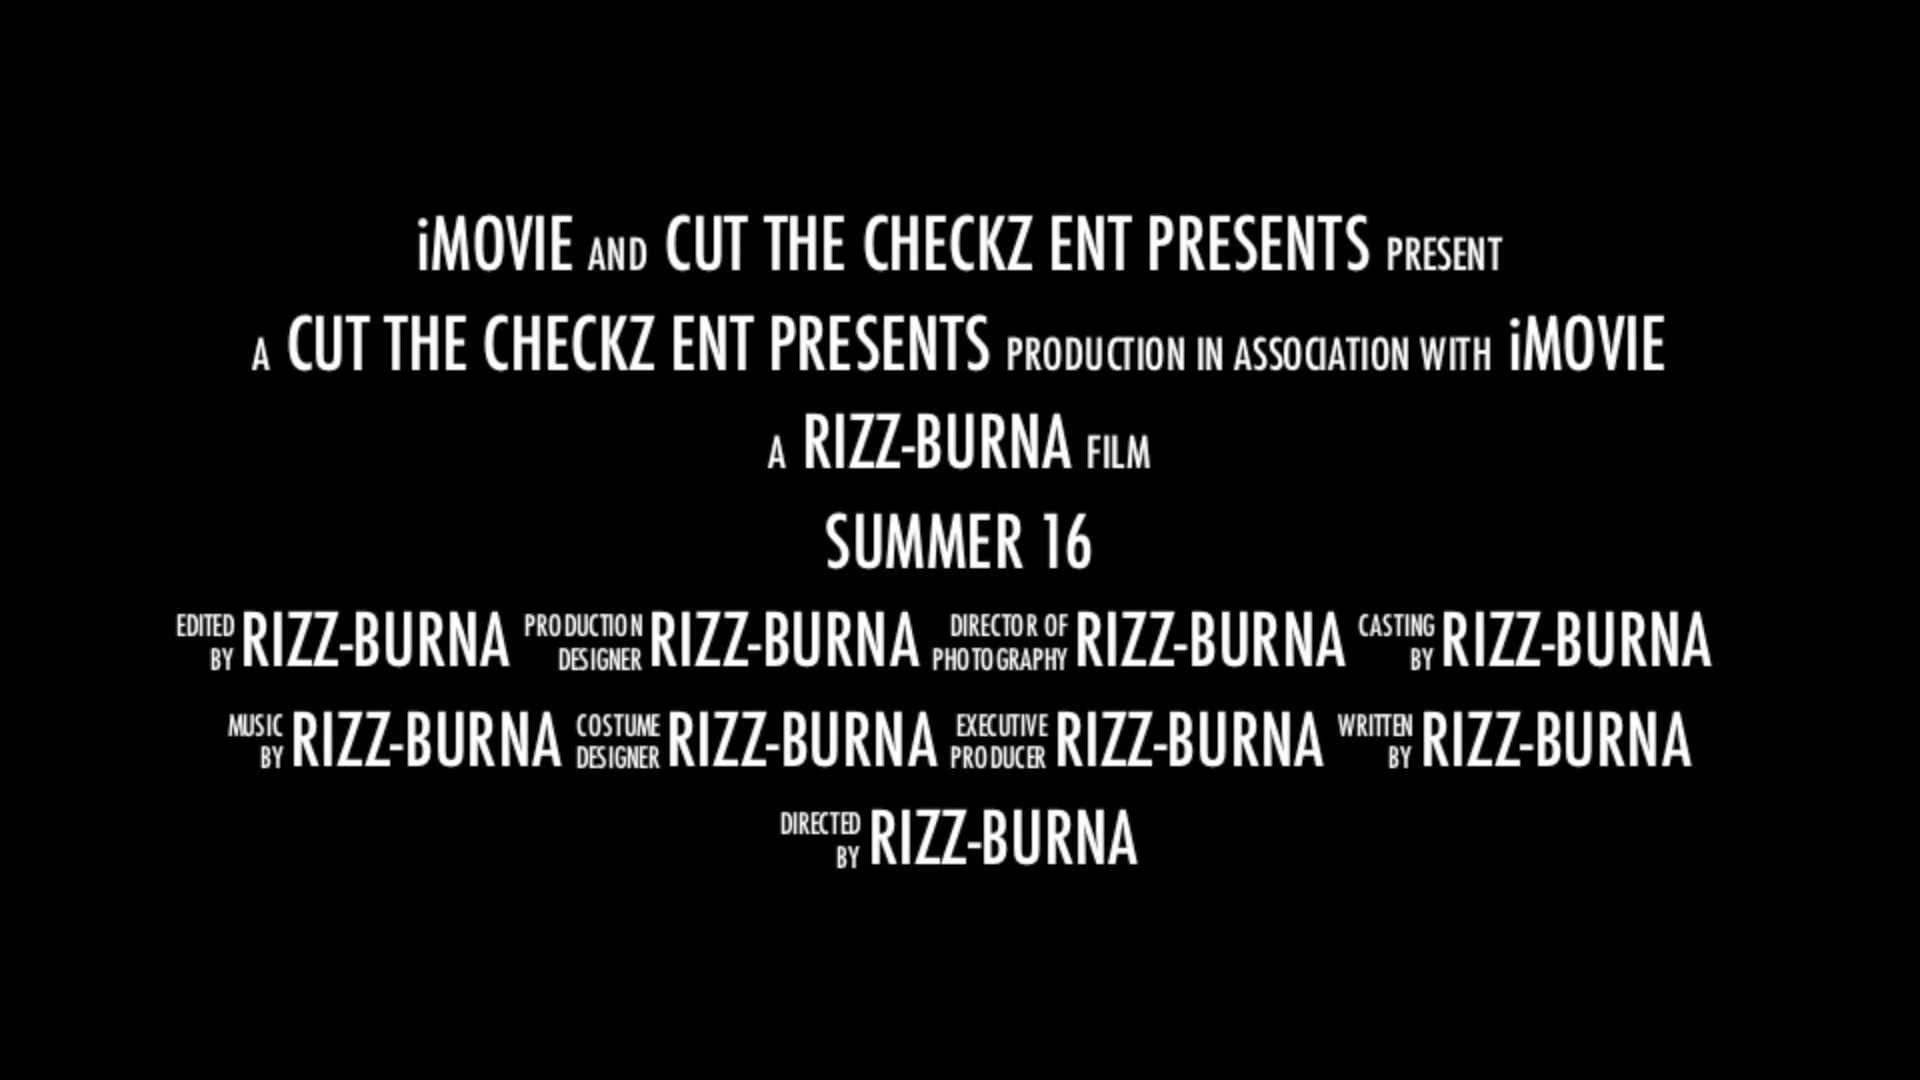 iMOVIE AND CUT THE CHECKZ ENT PRESENTS PRESENT
A CUT THE CHECKZ ENT PRESENTS PRODUCTION IN ASSOCIATION WITH iMOVIE
A RIZZ-BURNA FILM
SUMMER 16
EDITED BY RIZZ-BURNA PRODUCTION DESIGNER RIZZ-BURNA DIRECTOR OF PHOTOGRAPHY RIZZ-BURNA CASTING BY RIZZ-BURNA
MUSIC BY RIZZ-BURNA COSTUME DESIGNER RIZZ-BURNA EXECUTIVE PRODUCER RIZZ-BURNA WRITTEN BY RIZZ-BURNA
DIRECTED BY RIZZ-BURNA